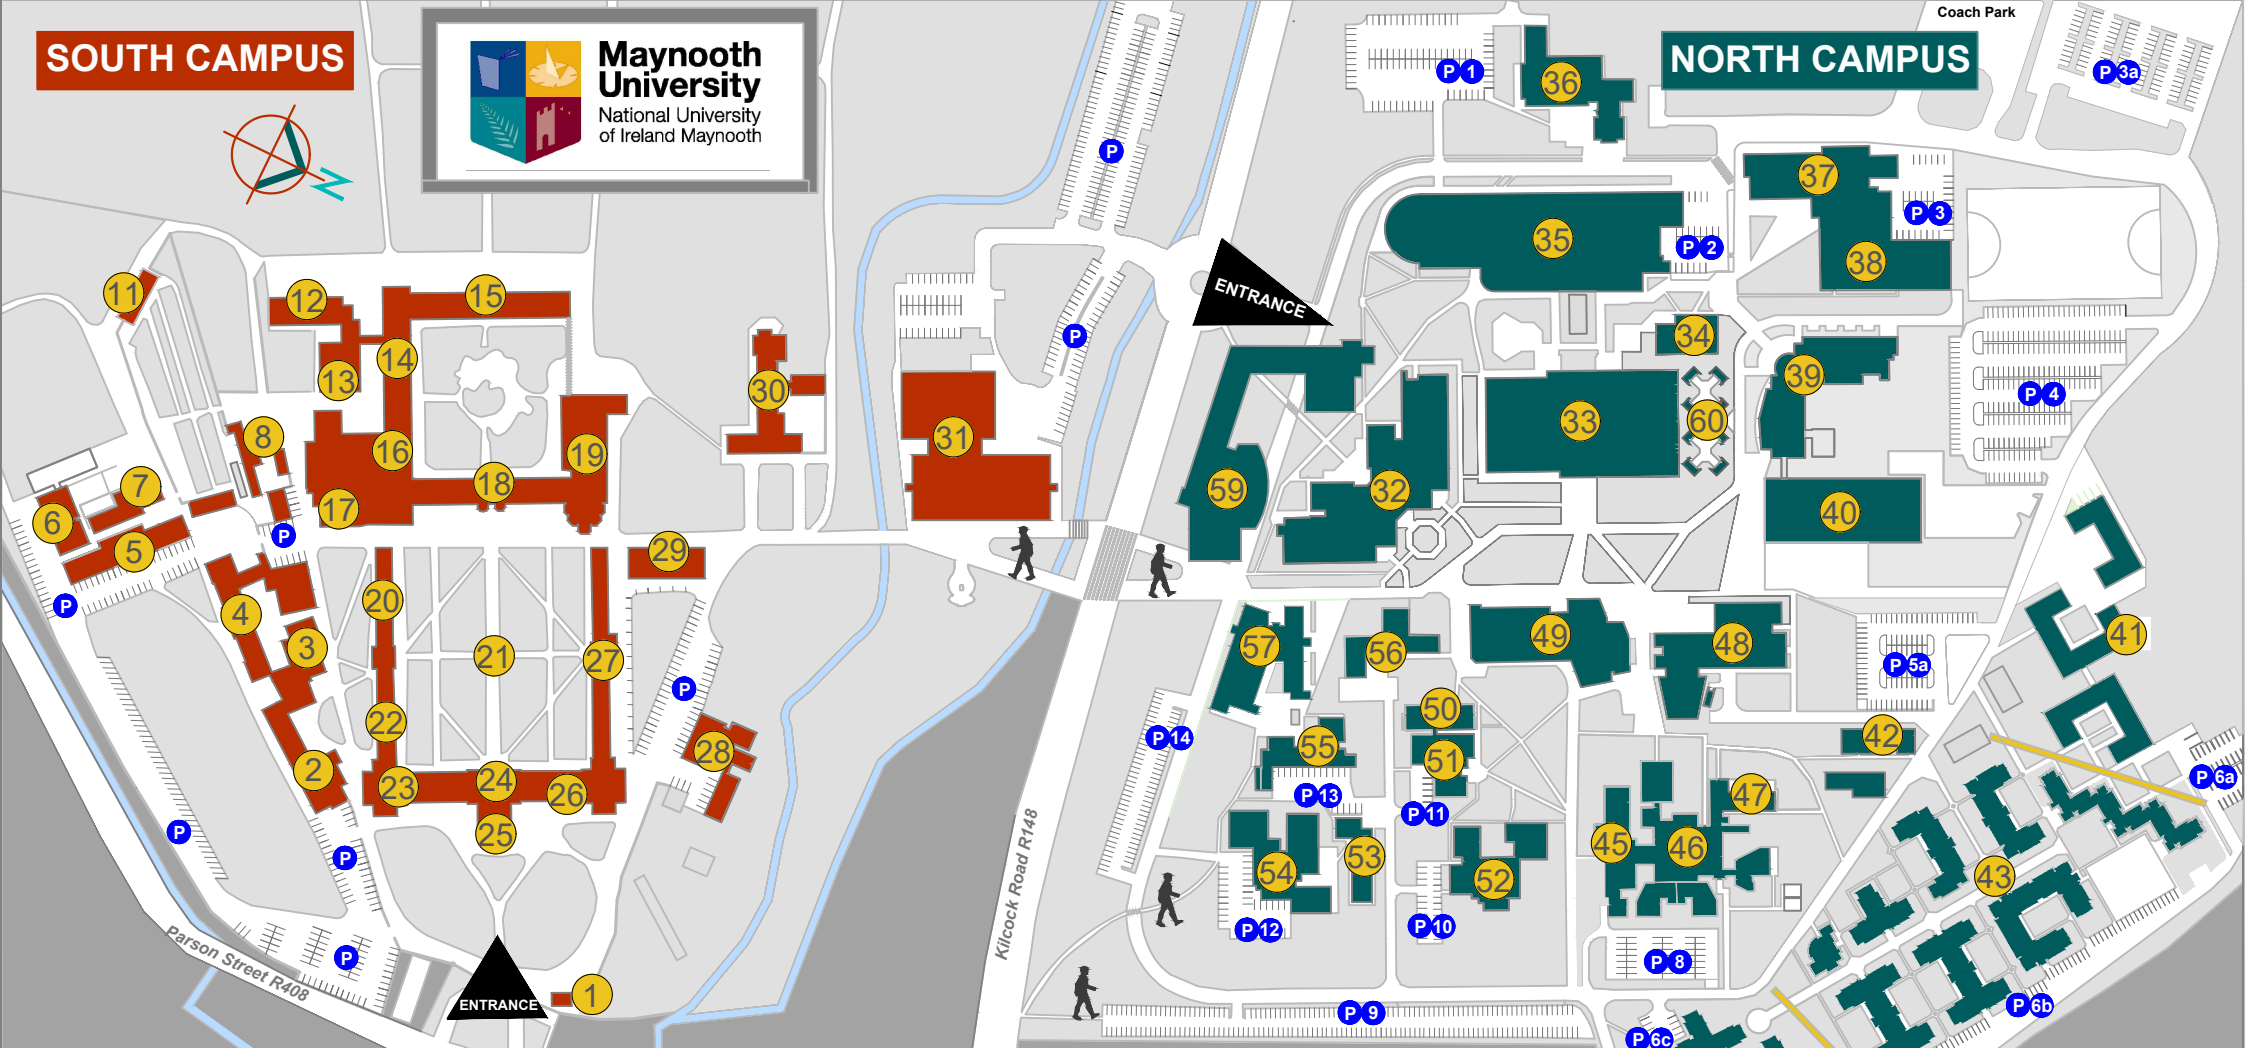 SOUTH CAMPUS
Maynooth
University
National University
of Ireland Maynooth
N
NORTH CAMPUS
Coach Park
P 1
P 3a
36
P
37
P 3
35
P 2
38
ENTRANCE
11
12
15
14
13
30
31
P
34
39
P 4
33
60
8
16
19
18
17
7
6
5
P
P
59
32
40
29
20
4
3
21
27
22
P
28
2
23
24
26
25
P
P
P
Parson Street R408
ENTRANCE
1
Kilcock Road R148
57
56
49
48
P 5a
41
50
42
P 14
55
51
P 6a
P 13
P 11
47
45
46
53
54
52
43
P 12
P 10
P 8
P 9
P 6b
P 6c